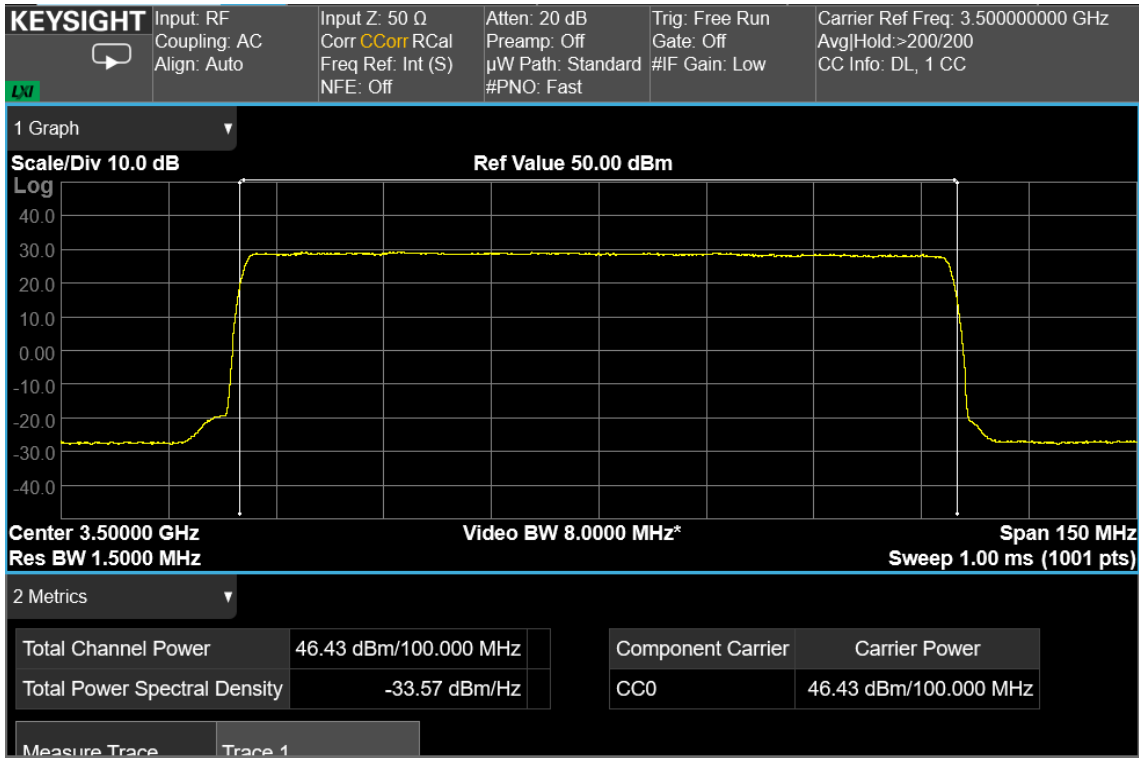 KEYSIGHT
LXI
Input: RF
Coupling: AC
Align: Auto
Input Z: 50 Ω
Corr CCorr RCal
Freq Ref: Int (S)
NFE: Off
Atten: 20 dB
Preamp: Off
µW Path: Standard
#PNO: Fast
Trig: Free Run
Gate: Off
#IF Gain: Low
Carrier Ref Freq: 3.500000000 GHz
Avg|Hold:>200/200
CC Info: DL, 1 CC
1 Graph
Scale/Div 10.0 dB
Ref Value 50.00 dBm
Log
40.0
30.0
20.0
10.0
0.00
-10.0
-20.0
-30.0
-40.0
Center 3.50000 GHz
Video BW 8.0000 MHz*
Span 150 MHz
Res BW 1.5000 MHz
Sweep 1.00 ms (1001 pts)
2 Metrics
Total Channel Power 46.43 dBm/100.000 MHz
Total Power Spectral Density -33.57 dBm/Hz
Component Carrier Carrier Power
CC0 46.43 dBm/100.000 MHz
Measure Trace Trace 1